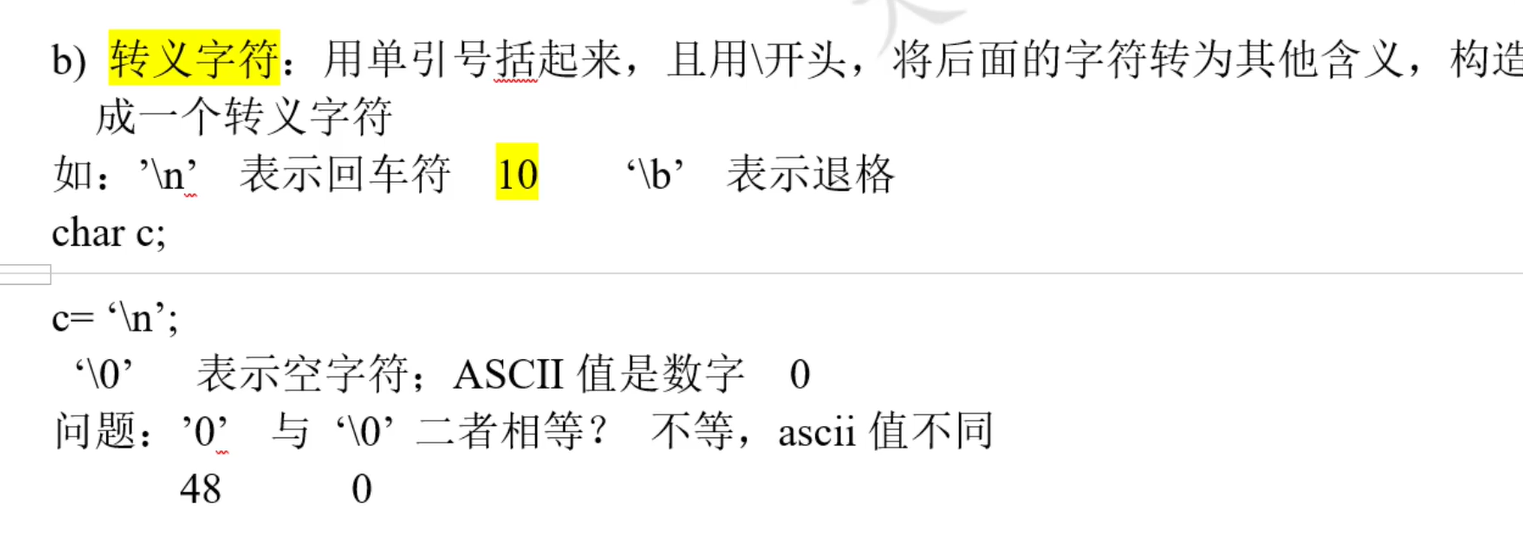 b) 转义字符：用单引号括起来，且用\开头，将后面的字符转为其他含义，构造
成一个转义字符
如：’\n’ 表示回车符 10 ‘\b’ 表示退格
char c;
c= ‘\n’;
‘\0’ 表示空字符；ASCII 值是数字 0
问题：’0’ 与 ‘\0’ 二者相等？ 不等，ascii 值不同
48 0